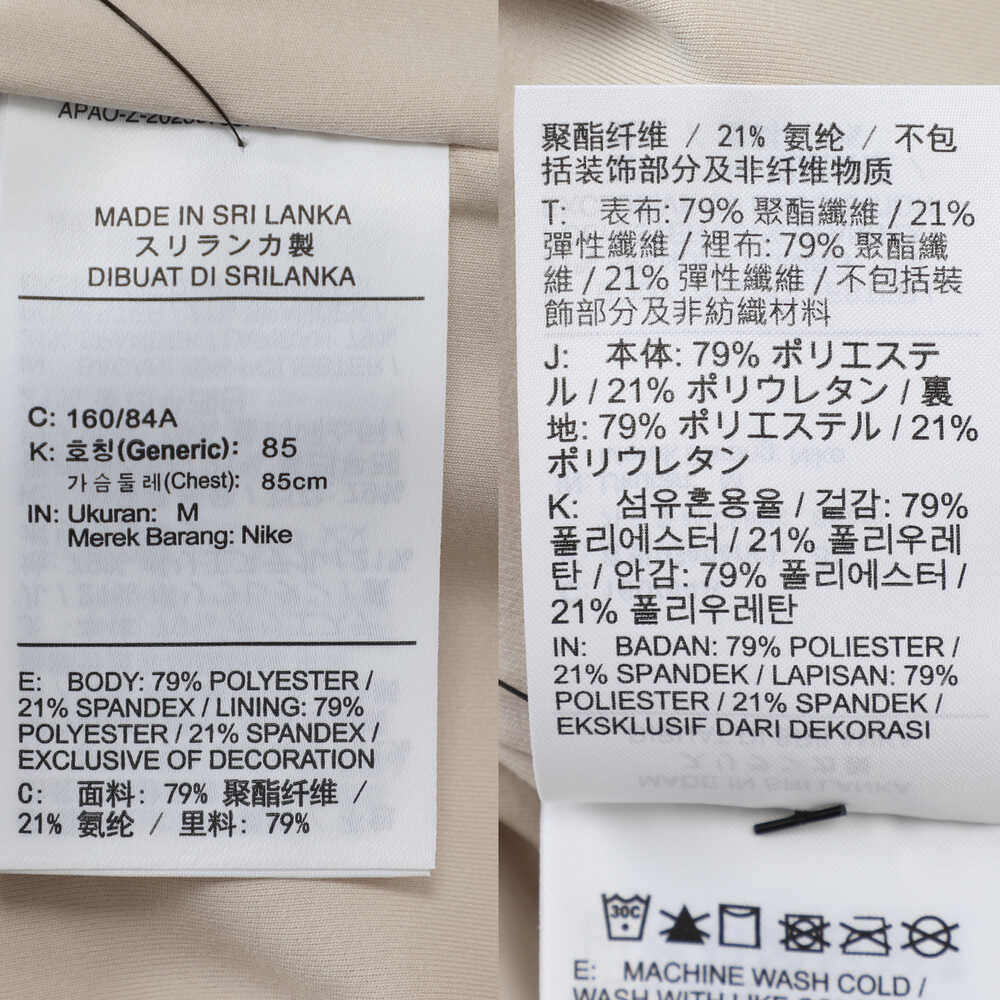 MADE IN SRI LANKA
スリランカ製
DIBUAT DI SRILANKA
C: 160/84A
K: 호칭(Generic): 85
가슴둘레(Chest): 85cm
IN: Ukuran: M
Merek Barang: Nike
E: BODY: 79% POLYESTER /
21% SPANDEX / LINING: 79%
POLYESTER / 21% SPANDEX /
EXCLUSIVE OF DECORATION
C: 面料: 79% 聚酯纤维 /
21% 氨纶 / 里料: 79%
聚酯纤维 / 21% 氨纶 / 不包
括装饰部分及非纤维物质
T: 表布: 79% 聚酯纖維 / 21%
彈性纖維 / 裡布: 79% 聚酯纖
維 / 21% 彈性纖維 / 不包括裝
飾部分及非紡織材料
J: 本体: 79% ポリエステ
ル / 21% ポリウレタン / 裏
地: 79% ポリエステル / 21%
ポリウレタン
K: 섬유혼용율 / 겉감: 79%
폴리에스터 / 21% 폴리우레
탄 / 안감: 79% 폴리에스터 /
21% 폴리우레탄
IN: BADAN: 79% POLIESTER /
21% SPANDEK / LAPISAN: 79%
POLIESTER / 21% SPANDEK /
EKSKLUSIF DARI DEKORASI
30C
E: MACHINE WASH COLD /
WASH WITH LIKE